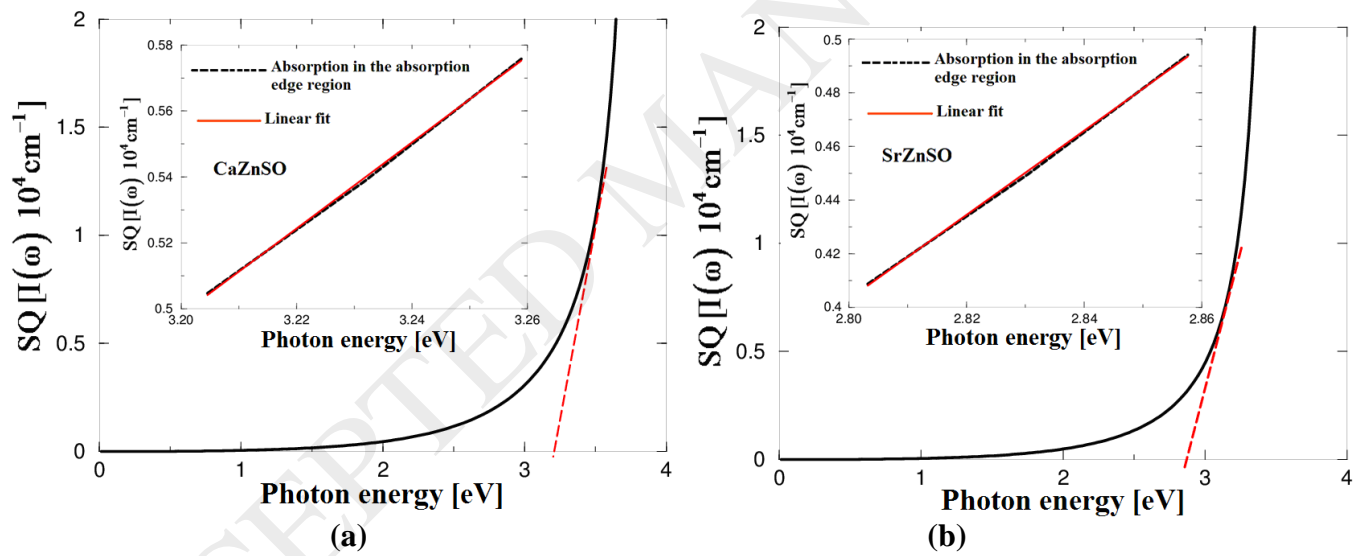 SQ [I(ω) 10⁴cm⁻¹
2
1.5
1
0.5
0
0 1 2 3 4
Photon energy [eV]
(a)
SQ [I(ω) 10⁴cm⁻¹]
0.58
0.56
0.54
0.52
0.5
3.20 3.22 3.24 3.26
Photon energy [eV]
Absorption in the absorption
edge region
Linear fit
CaZnSO
SQ [I(ω) 10⁴cm⁻¹
2
1.5
1
0.5
0
0 1 2 3 4
Photon energy [eV]
(b)
SQ [I(ω) 10⁴cm⁻¹]
0.5
0.48
0.46
0.44
0.42
0.4
2.80 2.82 2.84 2.86
Photon energy [eV]
Absorption in the absorption
edge region
Linear fit
SrZnSO
CEPTED MAN